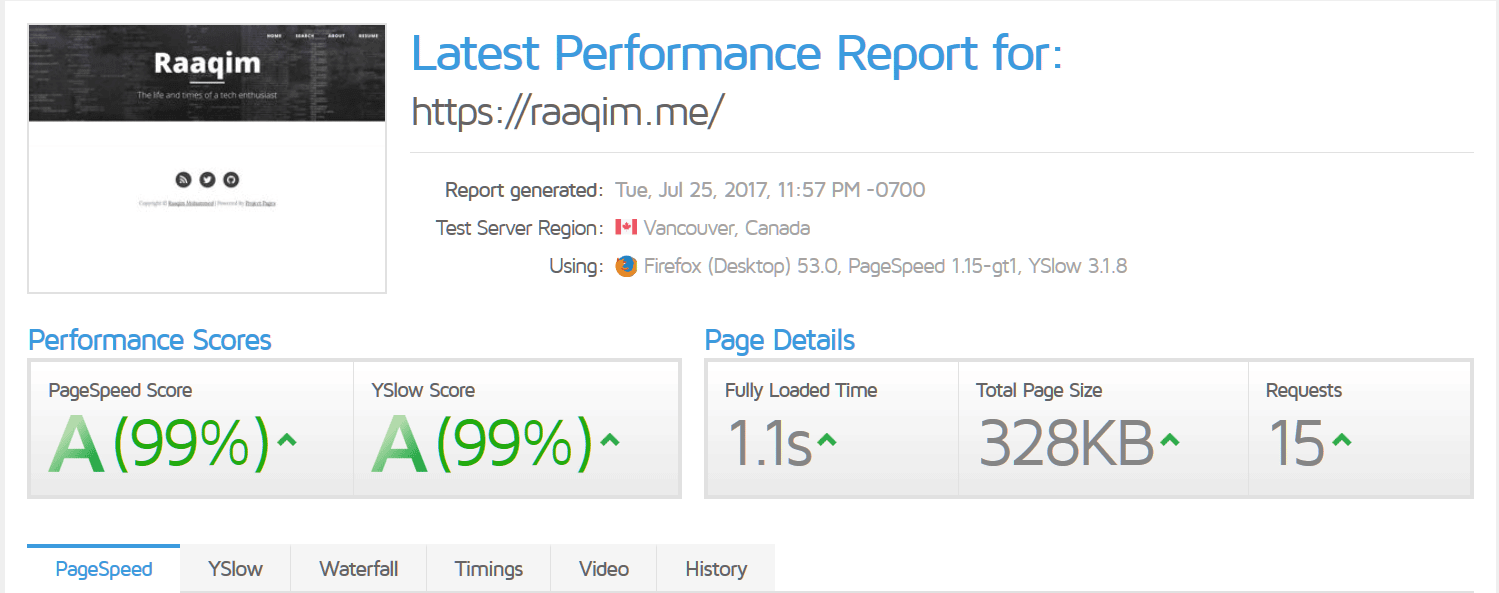 HOME SEARCH ABOUT RESUME
Raaqim
The life and times of a tech enthusiast
Copyright © Raaqim Mohammed | Powered By Project Pages
Latest Performance Report for:
https://raaqim.me/
Report generated: Tue, Jul 25, 2017, 11:57 PM -0700
Test Server Region: Vancouver, Canada
Using: Firefox (Desktop) 53.0, PageSpeed 1.15-gt1, YSlow 3.1.8
Performance Scores
PageSpeed Score
A (99%)
YSlow Score
A (99%)
Page Details
Fully Loaded Time
1.1s
Total Page Size
328KB
Requests
15
PageSpeed YSlow Waterfall Timings Video History